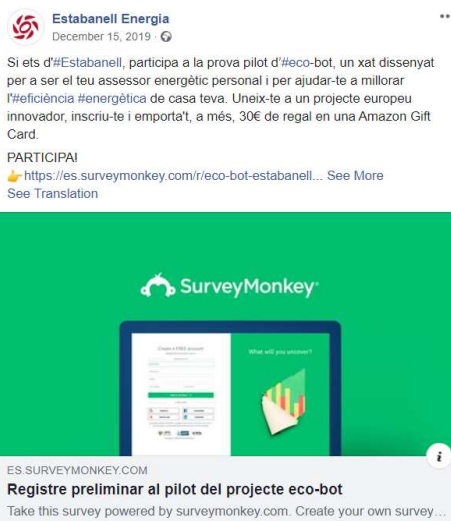 Estabanell Energia
December 15, 2019 ·
Si ets d'#Estabanell, participa a la prova pilot d'#eco-bot, un xat dissenyat
per a ser el teu assessor energètic personal i per ajudar-te a millorar
l'#eficiència #energètica de casa teva. Uneix-te a un projecte europeu
innovador, inscriu-te i emporta't, a més, 30€ de regal en una Amazon Gift
Card.
PARTICIPA!
👉https://es.surveymonkey.com/r/eco-bot-estabanell... See More
See Translation
SurveyMonkey
Create a FREE account
What will you uncover?
ES.SURVEYMONKEY.COM
Registre preliminar al pilot del projecte eco-bot
Take this survey powered by surveymonkey.com. Create your own survey…